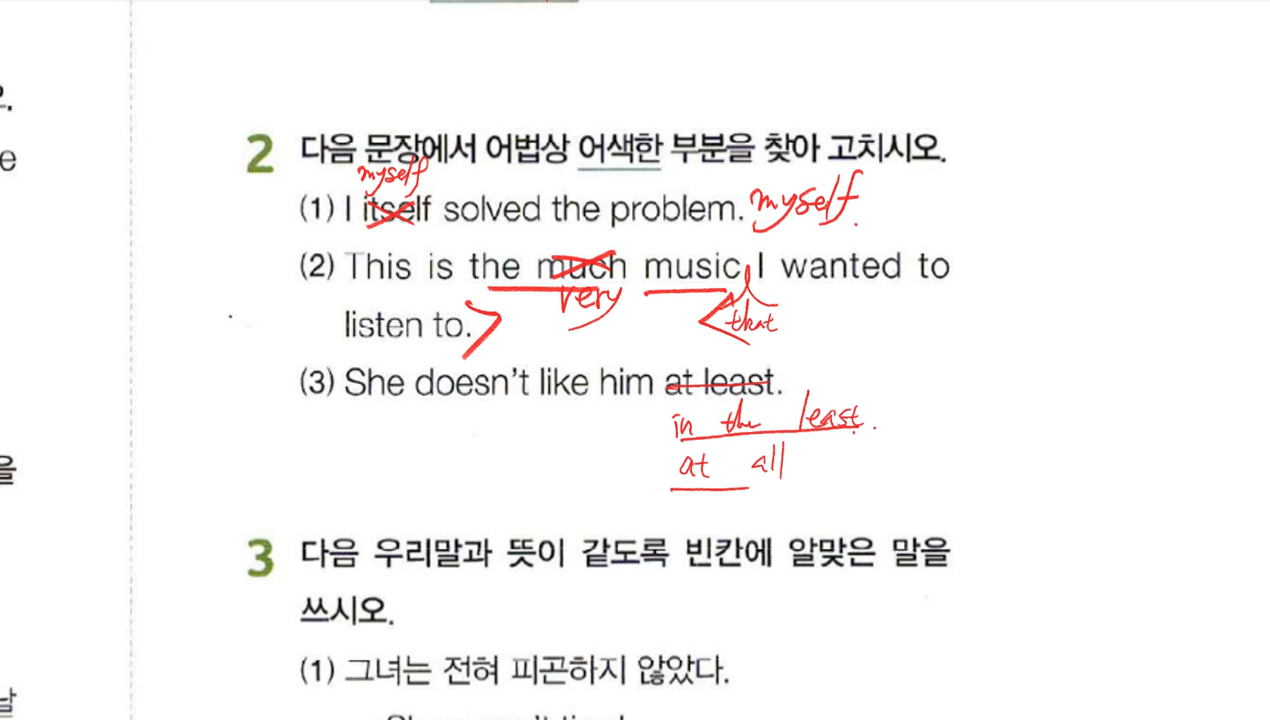 2 다음 문장에서 어법상 어색한 부분을 찾아 고치시오.
myself
(1) I itself solved the problem. myself.
(2) This is the much music I wanted to
very
that
listen to.
(3) She doesn't like him at least.
in the least.
at all
3 다음 우리말과 뜻이 같도록 빈칸에 알맞은 말을
쓰시오.
(1) 그녀는 전혀 피곤하지 않았다.